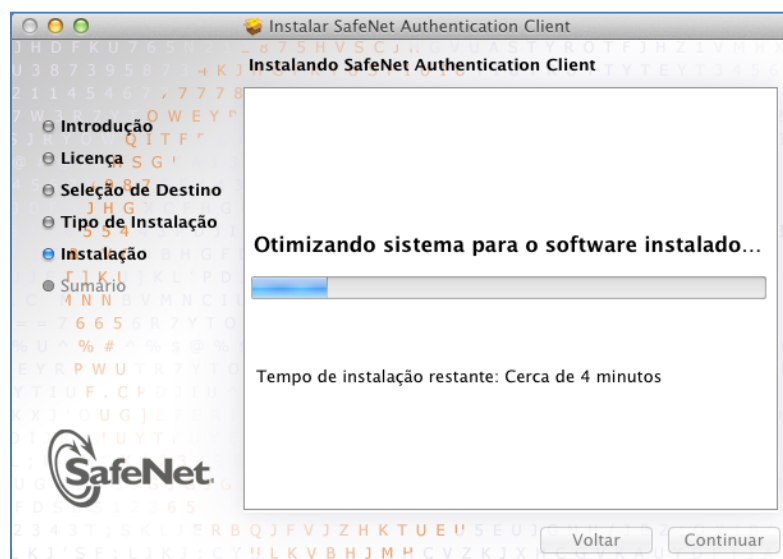 Instalar SafeNet Authentication Client
Instalando SafeNet Authentication Client
Introdução
Licença
Seleção de Destino
Tipo de Instalação
Instalação
Sumário
Otimizando sistema para o software instalado...
Tempo de instalação restante: Cerca de 4 minutos
SafeNet.
Voltar
Continuar